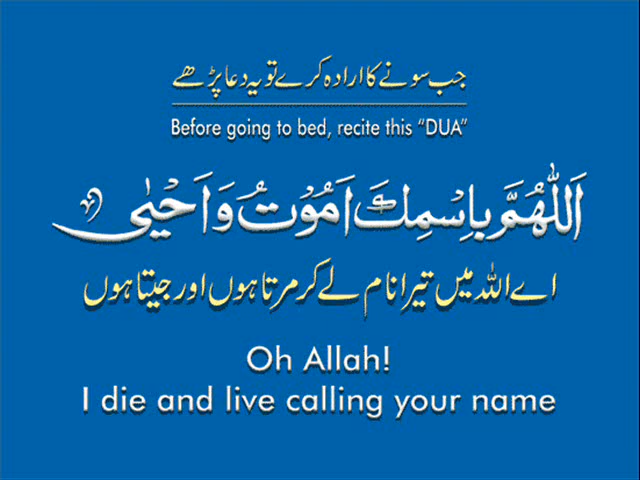 جب سونے کا ارادہ کرے تو یہ دعا پڑھے
Before going to bed, recite this “DUA”
اَللّٰهُمَّ بِاسْمِكَ اَمُوْتُ وَ اَحْيٰى
اے اللہ میں تیرا نام لے کر مرتا ہوں اور جیتا ہوں
Oh Allah!
I die and live calling your name